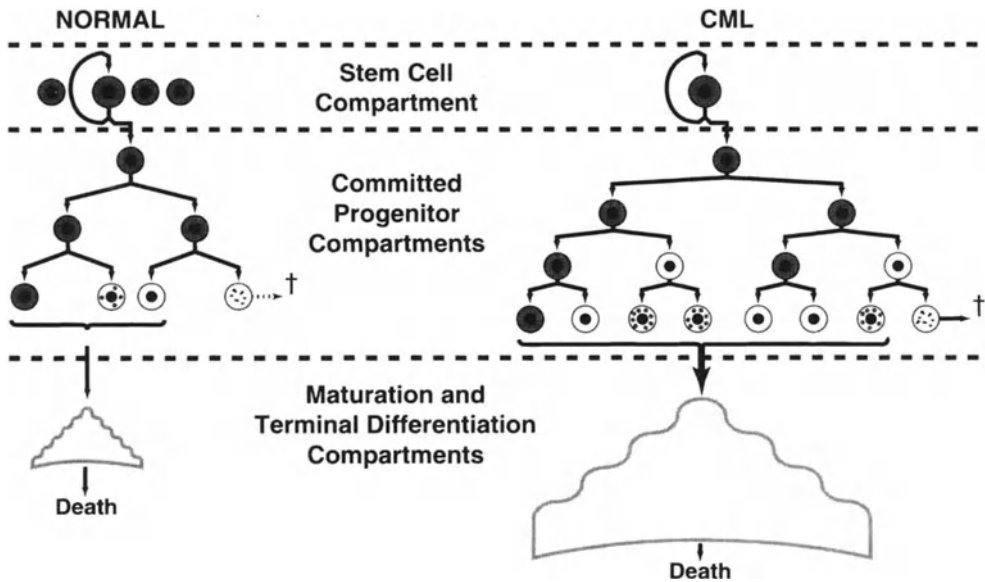 NORMAL
CML
Stem Cell
Compartment
Committed
Progenitor
Compartments
†
†
Maturation and
Terminal Differentiation
Compartments
Death
Death